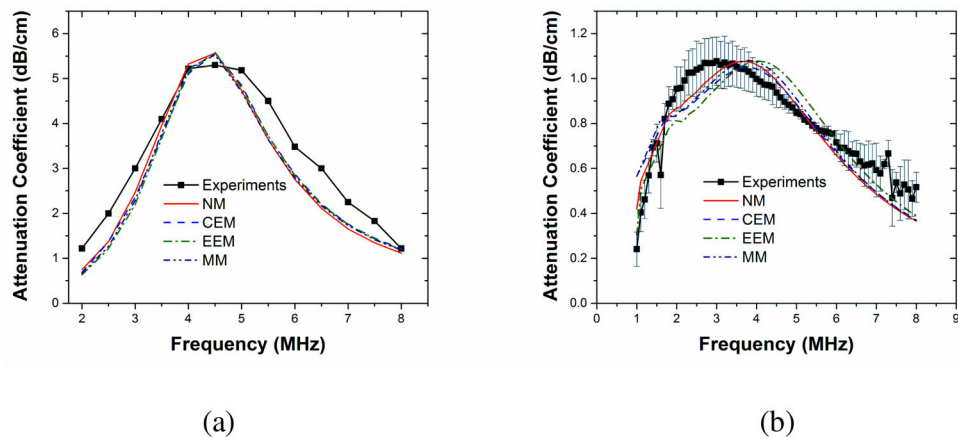 Attenuation Coefficient (dB/cm)
6
5
4
3
2
1
0
Experiments
NM
CEM
EEM
MM
2 3 4 5 6 7 8
Frequency (MHz)
(a)
Attenuation Coefficient (dB/cm)
1.2
1.0
0.8
0.6
0.4
0.2
0.0
Experiments
NM
CEM
EEM
MM
0 1 2 3 4 5 6 7 8 9
Frequency (MHz)
(b)